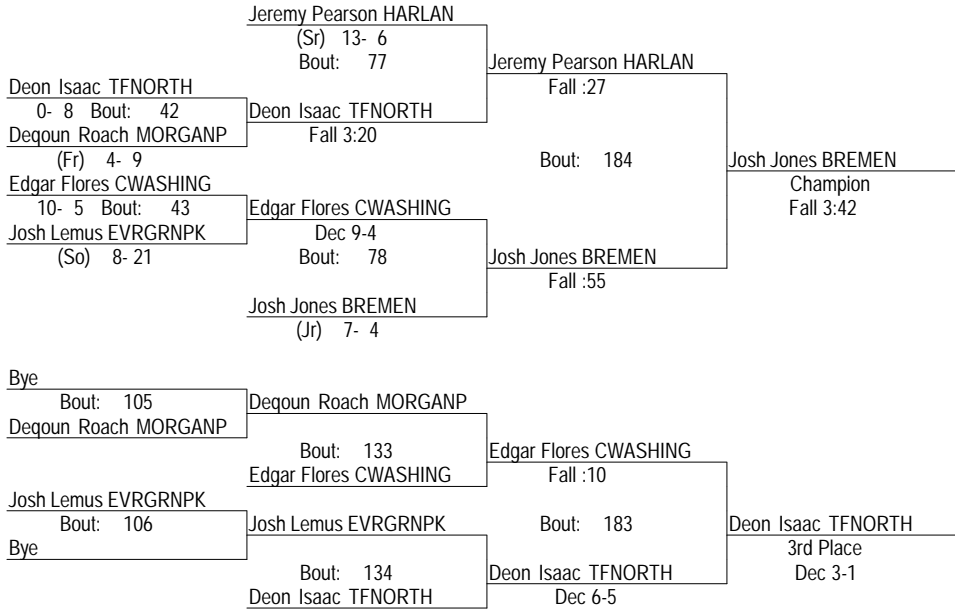 Jeremy Pearson HARLAN
(Sr) 13- 6
Bout: 77
Jeremy Pearson HARLAN
Fall :27
Deon Isaac TFNORTH
0- 8 Bout: 42
Deon Isaac TFNORTH
Fall 3:20
Deqoun Roach MORGANP
(Fr) 4- 9
Bout: 184
Josh Jones BREMEN
Champion
Fall 3:42
Edgar Flores CWASHING
10- 5 Bout: 43
Edgar Flores CWASHING
Dec 9-4
Bout: 78
Josh Lemus EVRGRNPK
(So) 8- 21
Josh Jones BREMEN
Fall :55
Josh Jones BREMEN
(Jr) 7- 4
Bye
Bout: 105
Deqoun Roach MORGANP
Deqoun Roach MORGANP
Bout: 133
Edgar Flores CWASHING
Fall :10
Edgar Flores CWASHING
Josh Lemus EVRGRNPK
Bout: 106
Josh Lemus EVRGRNPK
Bout: 183
Deon Isaac TFNORTH
3rd Place
Dec 3-1
Bye
Bout: 134
Deon Isaac TFNORTH
Dec 6-5
Deon Isaac TFNORTH